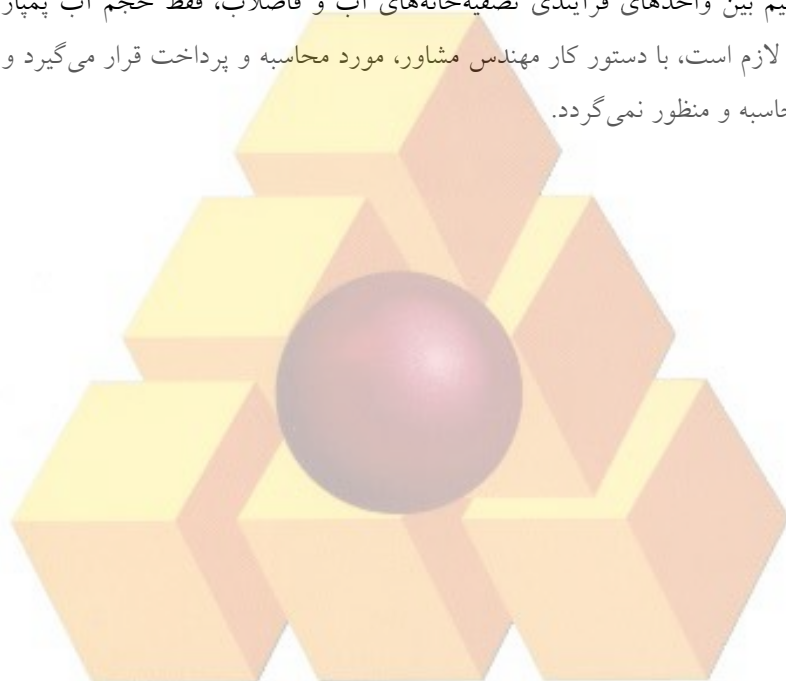 یم بین واحدهای فرآیندی تصفیه‌خانه‌های آب و فاضلاب، فقط حجم آب پمپاژ
لازم است، با دستور کار مهندس مشاور، مورد محاسبه و پرداخت قرار می‌گیرد و
حاسبه و منظور نمی‌گردد.